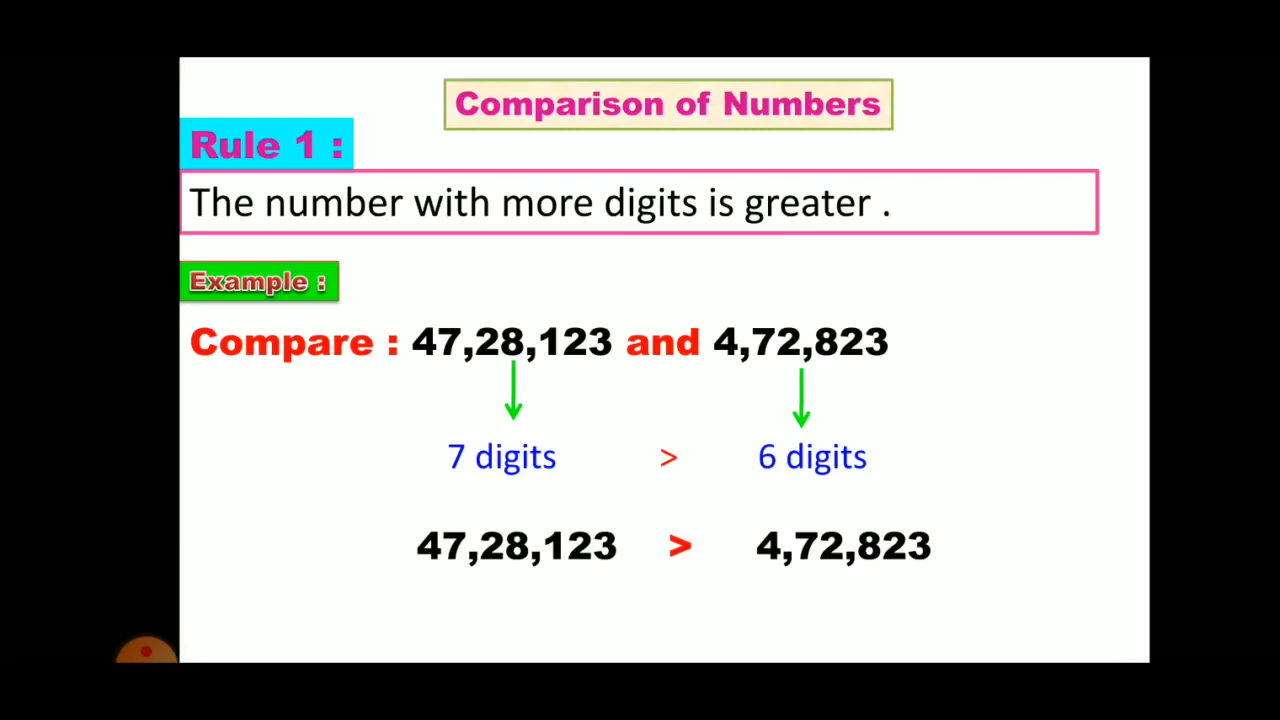 Comparison of Numbers
Rule 1 :
The number with more digits is greater .
Example :
Compare : 47,28,123 and 4,72,823
7 digits > 6 digits
47,28,123 > 4,72,823